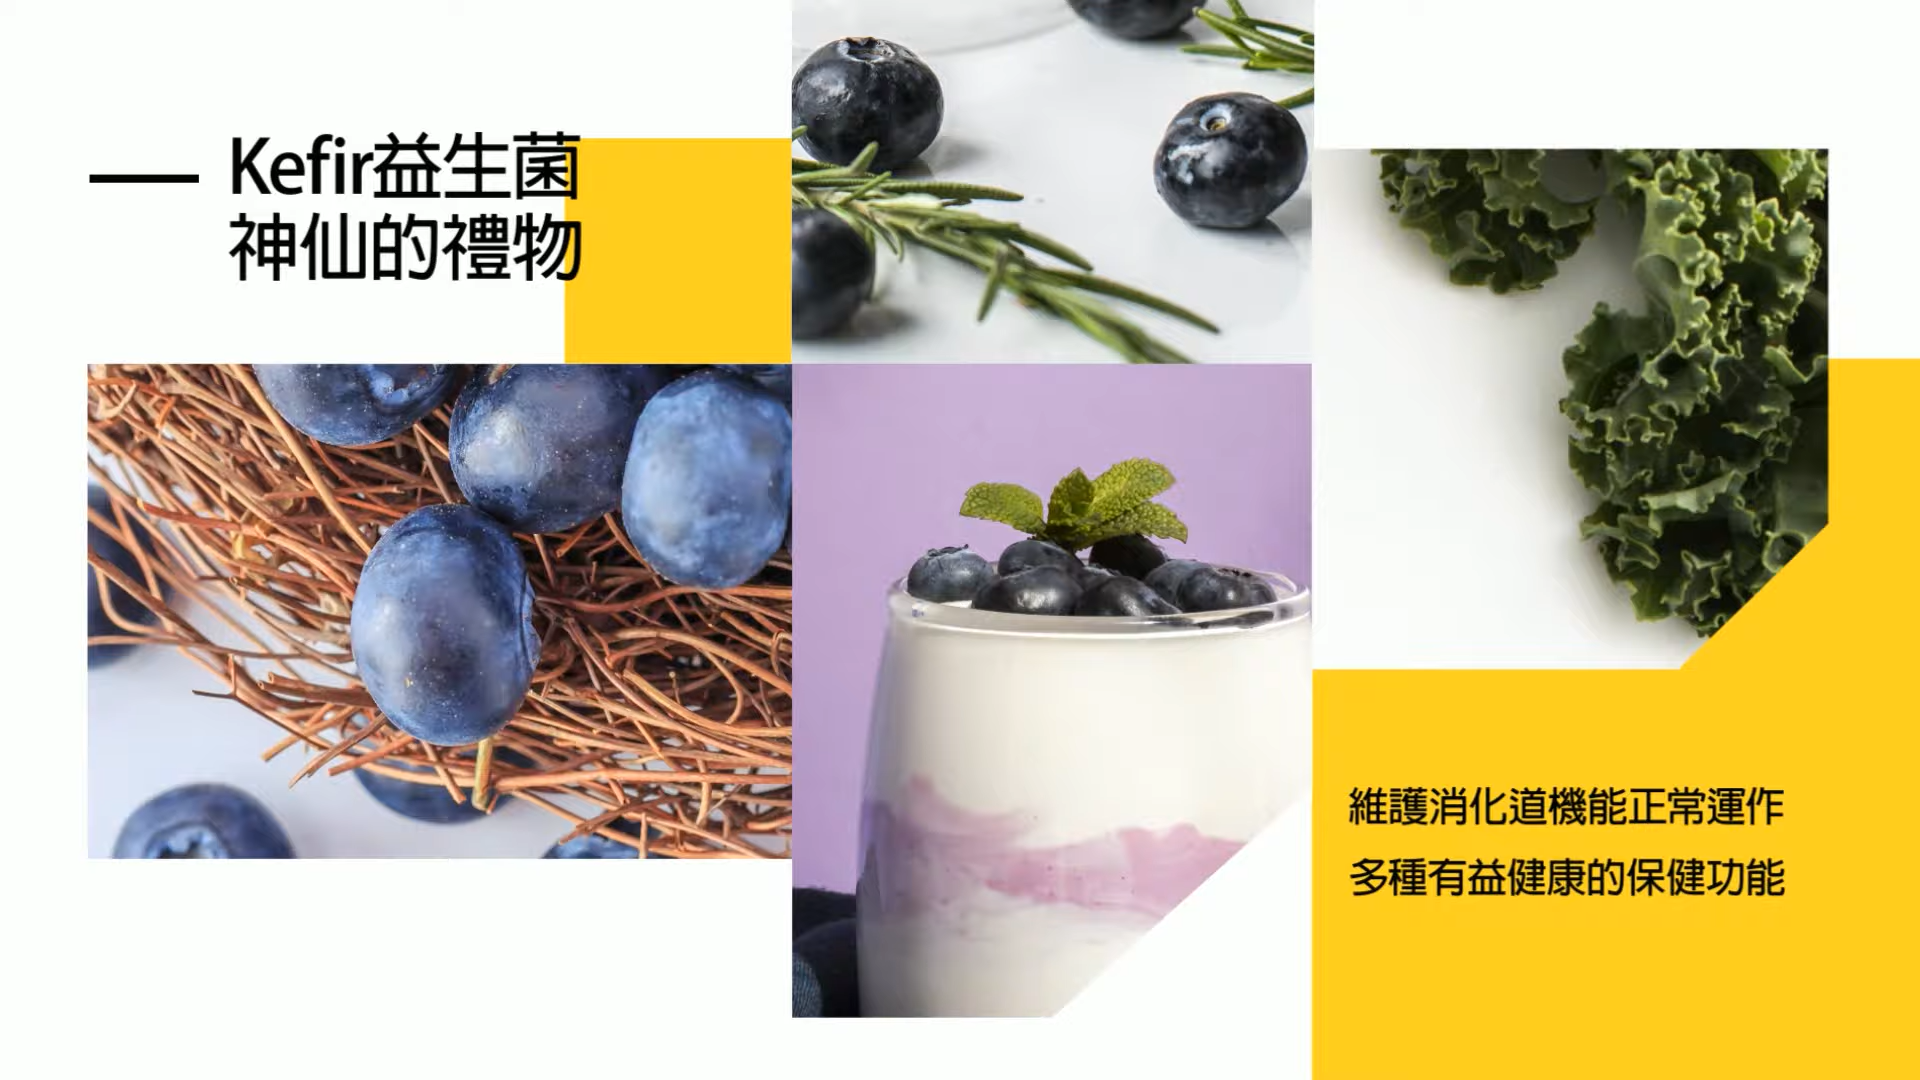 Kefir益生菌
神仙的禮物
維護消化道機能正常運作
多種有益健康的保健功能